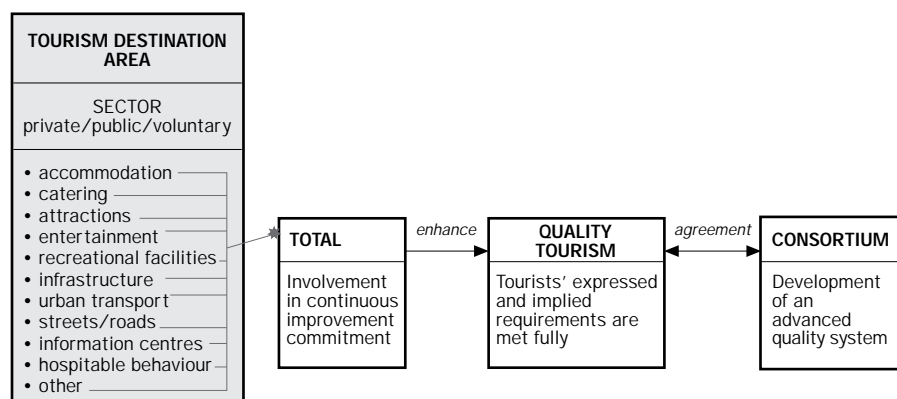 TOURISM DESTINATION
AREA
SECTOR
private/public/voluntary
• accommodation
• catering
• attractions
• entertainment
• recreational facilities
• infrastructure
• urban transport
• streets/roads
• information centres
• hospitable behaviour
• other
TOTAL
Involvement
in continuous
improvement
commitment
enhance
QUALITY
TOURISM
Tourists' expressed
and implied
requirements are
met fully
agreement
CONSORTIUM
Development
of an
advanced
quality system